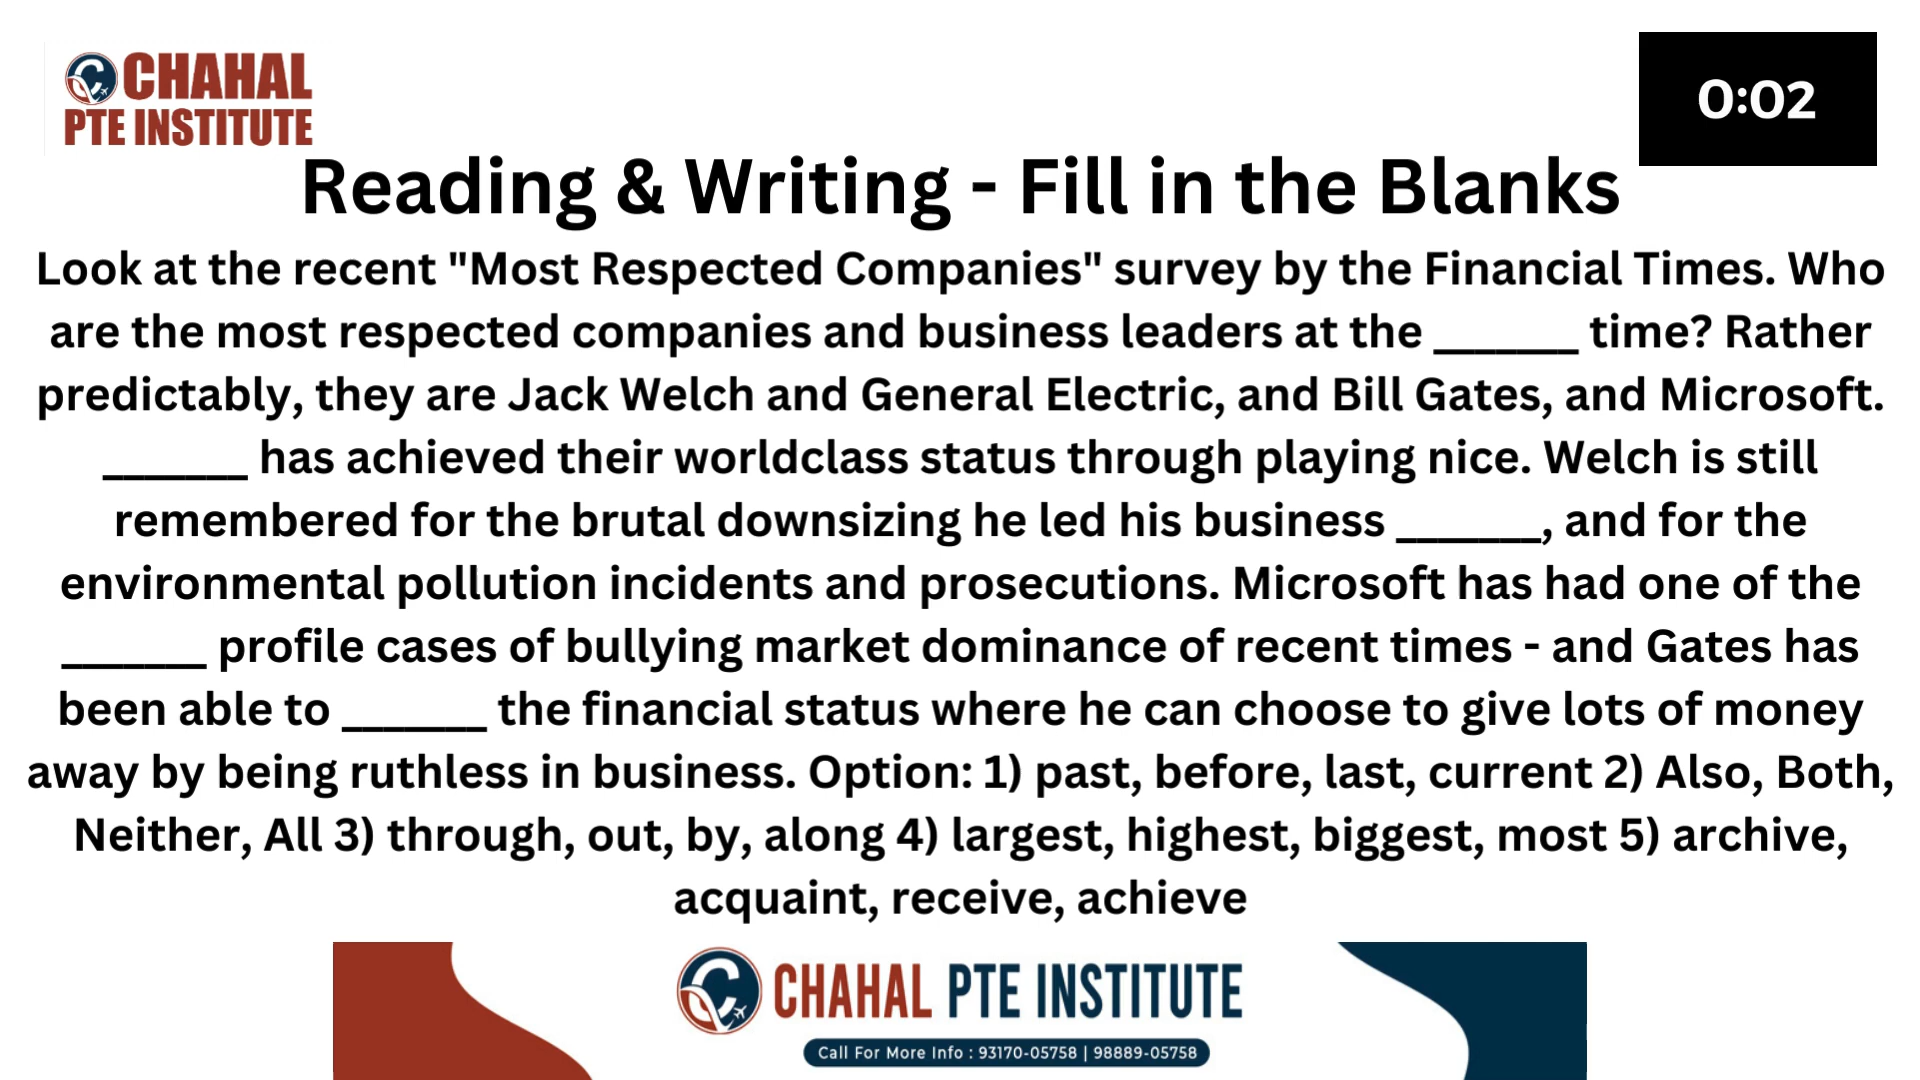 CHAHAL
PTE INSTITUTE
0:02
Reading & Writing - Fill in the Blanks
Look at the recent "Most Respected Companies" survey by the Financial Times. Who
are the most respected companies and business leaders at the _______ time? Rather
predictably, they are Jack Welch and General Electric, and Bill Gates, and Microsoft.
_______ has achieved their worldclass status through playing nice. Welch is still
remembered for the brutal downsizing he led his business _______, and for the
environmental pollution incidents and prosecutions. Microsoft has had one of the
_______ profile cases of bullying market dominance of recent times - and Gates has
been able to _______ the financial status where he can choose to give lots of money
away by being ruthless in business. Option: 1) past, before, last, current 2) Also, Both,
Neither, All 3) through, out, by, along 4) largest, highest, biggest, most 5) archive,
acquaint, receive, achieve
CHAHAL PTE INSTITUTE
Call For More Info : 93170-05758 | 98889-05758